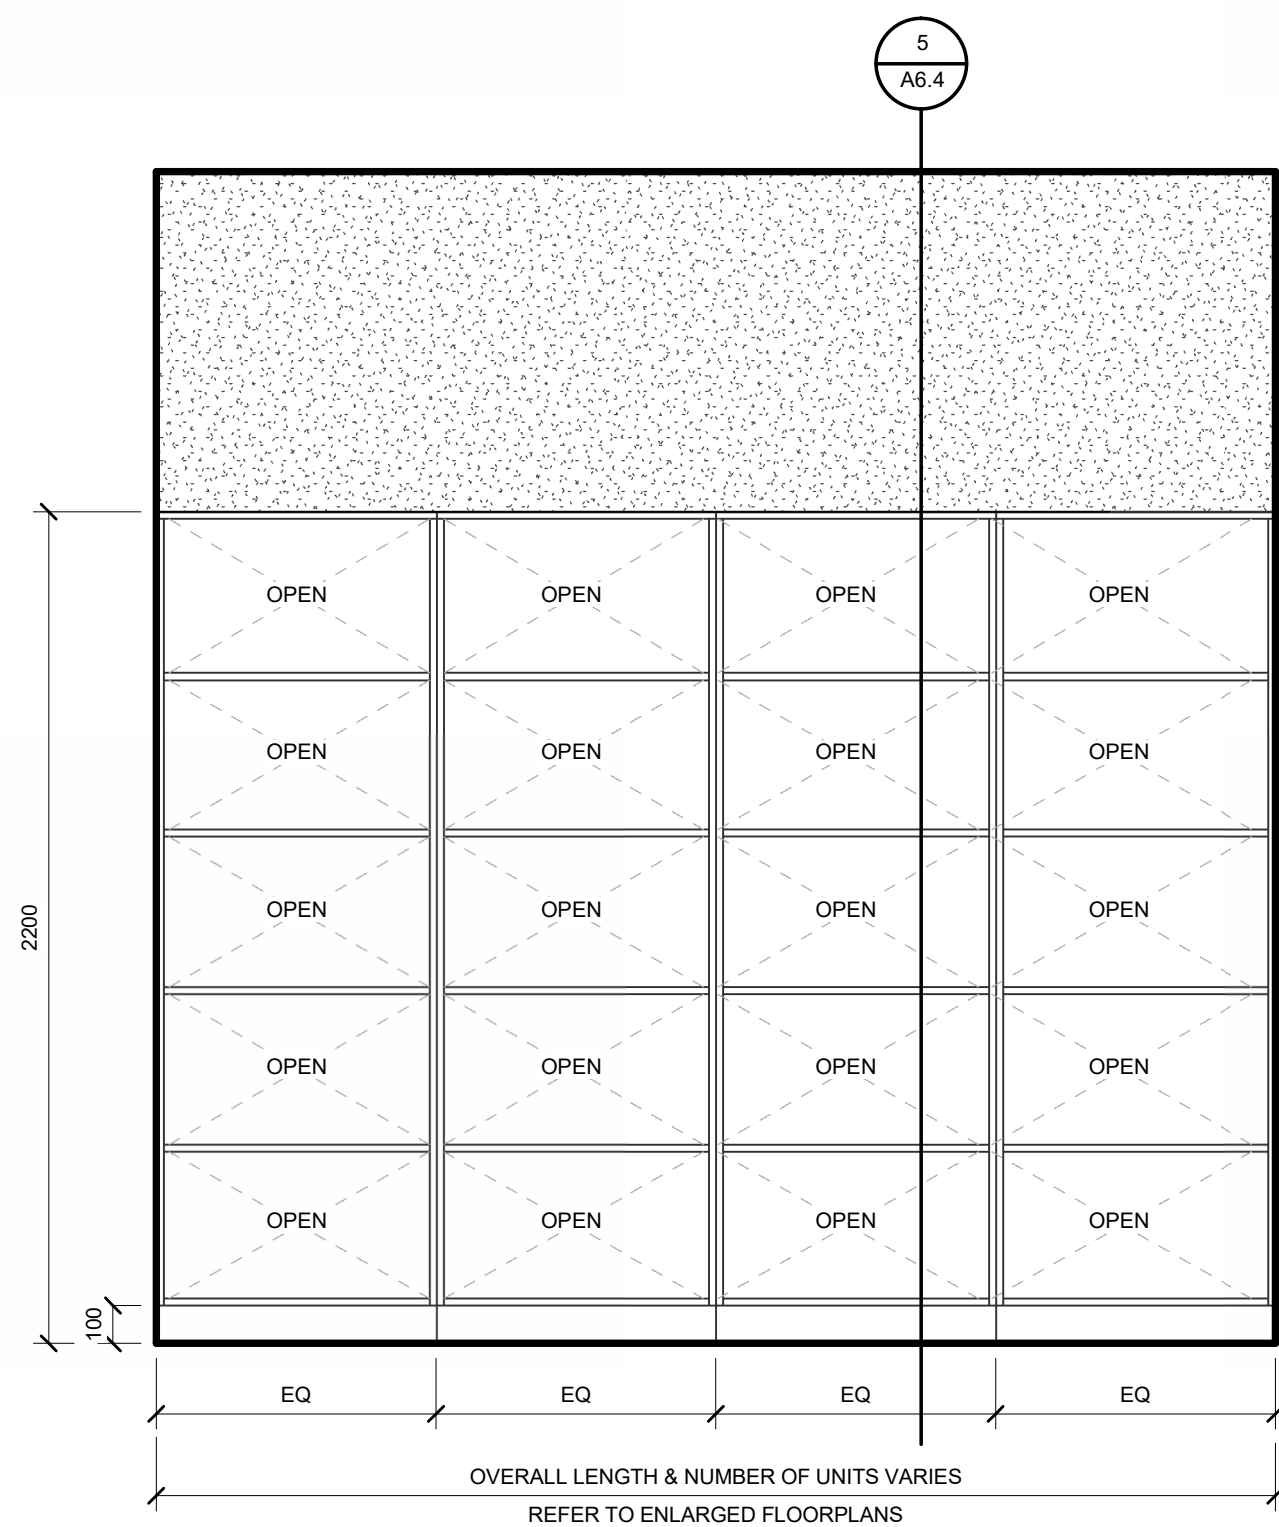 5
A6.4
OPEN OPEN OPEN OPEN
OPEN OPEN OPEN OPEN
OPEN OPEN OPEN OPEN
OPEN OPEN OPEN OPEN
OPEN OPEN OPEN OPEN
2200
100
EQ EQ EQ EQ
OVERALL LENGTH & NUMBER OF UNITS VARIES
REFER TO ENLARGED FLOORPLANS